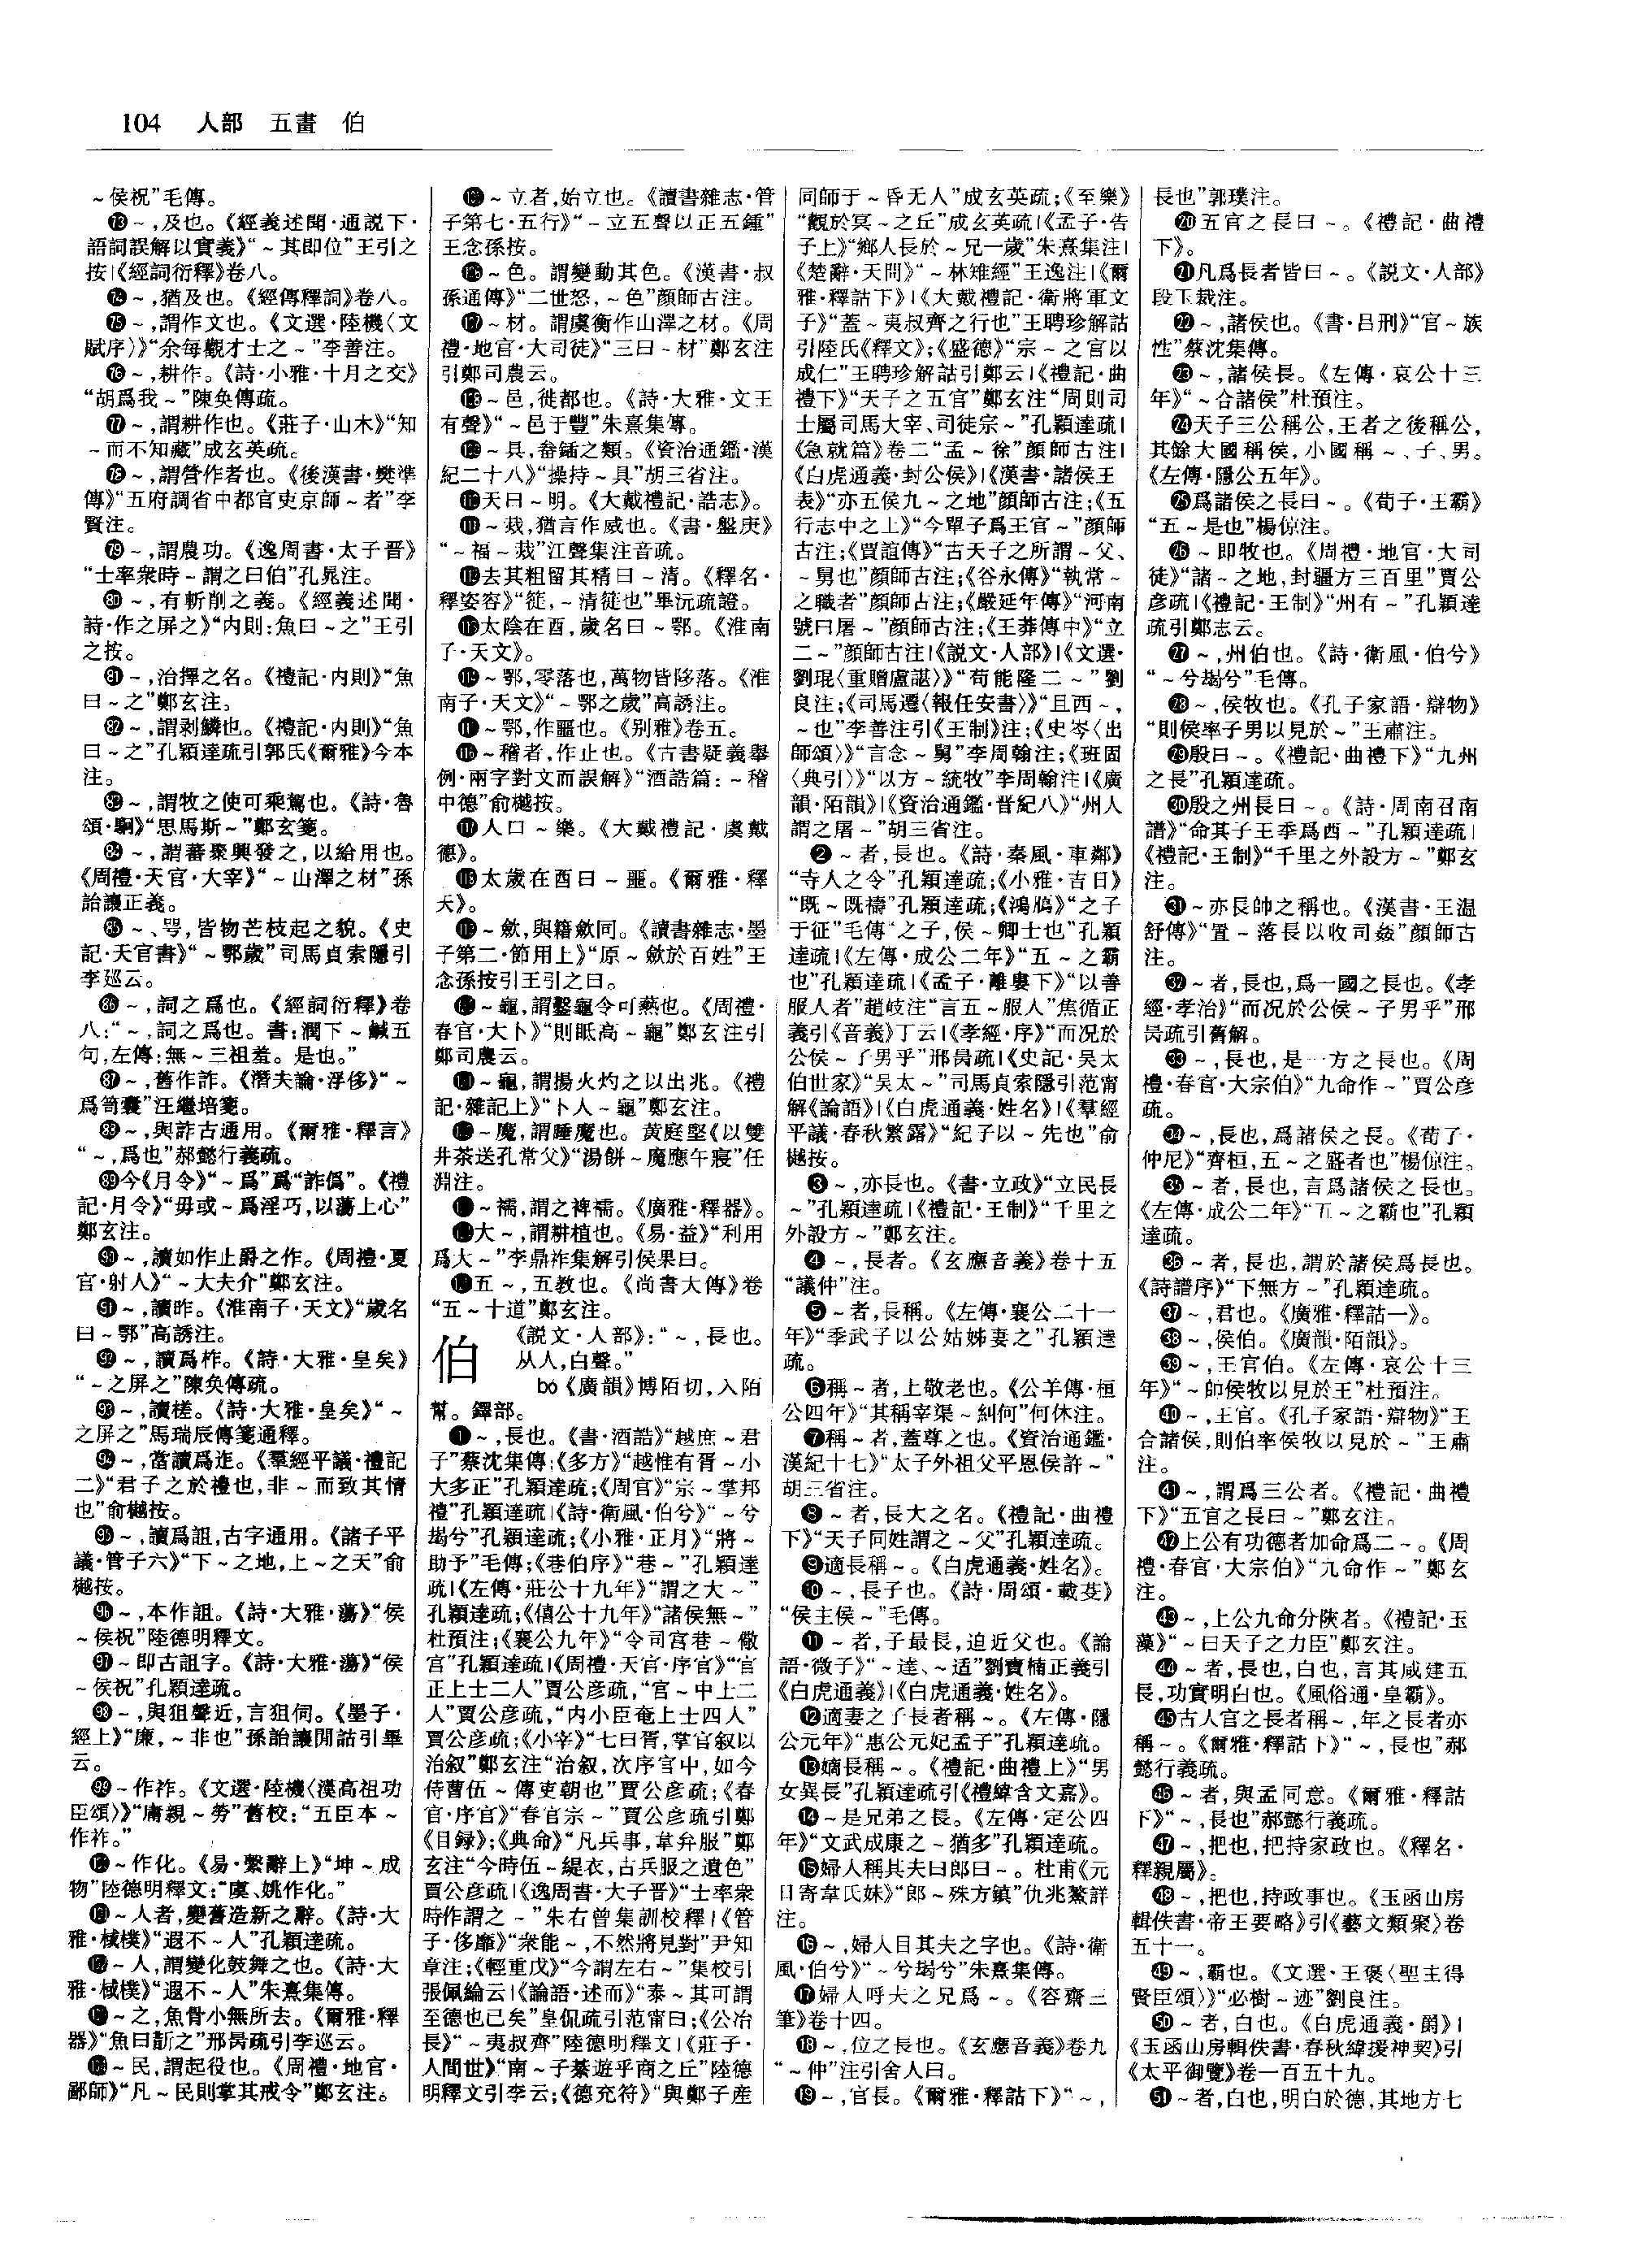 104 人部 五畫 伯
～侯祝”毛傳。
㊆～,及也。《經義述聞·通説下·
語詞誤解以實義》“～其即位”王引之
按|《經詞衍釋》卷八。
～,猶及也。《經傳釋詞》卷八。
～,謂作文也。《文選·陸機〈文
賦序〉》“余每觀才士之～”李善注。
～,耕作。《詩·小雅·十月之交》
“胡爲我～”陳奂傳疏。
～,謂耕作也。《莊子·山木》“知
～而不知藏”成玄英疏。
～,謂營作者也。《後漢書·樊準
傳》“五府調省中都官吏京師～者”李
賢注。
～,謂農功。《逸周書·太子晉》
“士率衆時～謂之曰伯”孔晁注。
～,有斬削之義。《經義述聞·
詩·作之屏之》“内則:魚曰～之”王引
之按。
～,治擇之名。《禮記·内則》“魚
曰～之”鄭玄注。
～,謂剥鱗也。《禮記·内則》“魚
曰～之”孔穎達疏引郭氏《爾雅》今本
注。
～,謂牧之使可乘駕也。《詩·魯
頌·駉》“思馬斯～”鄭玄箋。
～,謂蕃聚興發之,以給用也。
《周禮·天官·大宰》“～山澤之材”孫
詒讓正義。
～、咢,皆物芒枝起之貌。《史
記·天官書》“～鄂歲”司馬貞索隱引
李巡云。
～,詞之爲也。《經詞衍釋》卷
八:“～,詞之爲也。書:潤下～鹹五
句,左傳:無～三祖羞。是也。”
～,舊作詐。《潛夫論·浮侈》“～
爲笥囊”汪繼培箋。
～,與詐古通用。《爾雅·釋言》
“～,爲也”郝懿行義疏。
今《月令》“～爲”爲“詐僞”。《禮
記·月令》“毋或～爲淫巧,以蕩上心”
鄭玄注。
～,讀如作止爵之作。《周禮·夏
官·射人》“～大夫介”鄭玄注。
～,讀昨。《淮南子·天文》“歲名
曰～鄂”高誘注。
～,讀爲柞。《詩·大雅·皇矣》
“～之屏之”陳奂傳疏。
～,讀槎。《詩·大雅·皇矣》“～
之屏之”馬瑞辰傳箋通釋。
～,當讀爲迮。《羣經平議·禮記
二》“君子之於禮也,非～而致其情
也”俞樾按。
～,讀爲詛,古字通用。《諸子平
議·管子六》“下～之地,上～之天”俞
樾按。
～,本作詛。《詩·大雅·蕩》“侯
～侯祝”陸德明釋文。
～即古詛字。《詩·大雅·蕩》“侯
～侯祝”孔穎達疏。
～,與狙聲近,言狙伺。《墨子·
經上》“廉,～非也”孫詒讓閒詁引畢
云。
～作祚。《文選·陸機〈漢高祖功
臣頌〉》“庸親～勞”舊校:“五臣本～
作祚。”
～作化。《易·繫辭上》“坤～成
物”陸德明釋文:“虞、姚作化。”
～人者,變舊造新之辭。《詩·大
雅·棫樸》“遐不～人”孔穎達疏。
～人,謂變化鼓舞之也。《詩·大
雅·棫樸》“遐不～人”朱熹集傳。
～之,魚骨小無所去。《爾雅·釋
器》“魚曰斮之”邢昺疏引李巡云。
～民,謂起役也。《周禮·地官·
鄙師》“凡～民則掌其戒令”鄭玄注。
～立者,始立也。《讀書雜志·管
子第七·五行》“～立五聲以正五鍾”
王念孫按。
～色。謂變動其色。《漢書·叔
孫通傳》“二世怒,～色”顔師古注。
～材。謂虞衡作山澤之材。《周
禮·地官·大司徒》“三曰～材”鄭玄注
引鄭司農云。
～邑,徙都也。《詩·大雅·文王
有聲》“～邑于豐”朱熹集傳。
～具,畚鍤之類。《資治通鑑·漢
紀二十八》“操持～具”胡三省注。
天曰～明。《大戴禮記·誥志》。
～烖,猶言作威也。《書·盤庚》
“～福～烖”江聲集注音疏。
去其粗留其精曰～清。《釋名·
釋姿容》“徙,～清徙也”畢沅疏證。
太陰在酉,歲名曰～鄂。《淮南
子·天文》。
～鄂,零落也,萬物皆陊落。《淮
南子·天文》“～鄂之歲”高誘注。
～鄂,作噩也。《别雅》卷五。
～稽者,作止也。《古書疑義舉
例·兩字對文而誤解》“酒誥篇:～稽
中德”俞樾按。
人曰～樂。《大戴禮記·虞戴
德》。
太歲在酉曰～噩。《爾雅·釋
天》。
～斂,與籍斂同。《讀書雜志·墨
子第二·節用上》“原～斂於百姓”王
念孫按引王引之曰。
～龜,謂鑿龜令可爇也。《周禮·
春官·大卜》“則眂高～龜”鄭玄注引
鄭司農云。
～龜,謂揚火灼之以出兆。《禮
記·雜記上》“卜人～龜”鄭玄注。
～魔,謂睡魔也。黄庭堅《以雙
井茶送孔常父》“湯餅～魔應午寢”任
淵注。
～襦,謂之裨襦。《廣雅·釋器》。
大～,謂耕植也。《易·益》“利用
爲大～”李鼎祚集解引侯果曰。
五～,五教也。《尚書大傳》卷
“五～十道”鄭玄注。
伯 《説文·人部》:“～,長也。
从人,白聲。”
bó《廣韻》博陌切,入陌
幫。鐸部。
❶～,長也。《書·酒誥》“越庶～君
子”蔡沈集傳;《多方》“越惟有胥～小
大多正”孔穎達疏;《周官》“宗～掌邦
禮”孔穎達疏|《詩·衛風·伯兮》“～兮
朅兮”孔穎達疏;《小雅·正月》“將～
助予”毛傳;《巷伯序》“巷～”孔穎達
疏|《左傳·莊公十九年》“謂之大～”
孔穎達疏;《僖公十九年》“諸侯無～”
杜預注;《襄公九年》“令司宫巷～儆
宫”孔穎達疏|《周禮·天官·序官》“宫
正上士二人”賈公彦疏,“宫～中士二
人”賈公彦疏,“内小臣奄上士四人”
賈公彦疏;《小宰》“七曰胥,掌官叙以
治叙”鄭玄注“治叙,次序官中,如今
侍曹伍～傳吏朝也”賈公彦疏;《春
官·序官》“春官宗～”賈公彦疏引鄭
《目録》;《典命》“凡兵事,韋弁服”鄭
玄注“今時伍～緹衣,古兵服之遺色”
賈公彦疏|《逸周書·大子晉》“士率衆
時作謂之～”朱右曾集訓校釋|《管
子·侈靡》“衆能～,不然將見對”尹知
章注;《輕重戊》“今謂左右～”集校引
張佩綸云|《論語·述而》“泰～其可謂
至德也已矣”皇侃疏引范甯曰;《公冶
長》“～夷叔齊”陸德明釋文|《莊子·
人間世》“南～子綦遊乎商之丘”陸德
明釋文引李云;《德充符》“與鄭子産
同師于～昏无人”成玄英疏;《至樂》
“觀於冥～之丘”成玄英疏|《孟子·告
子上》“鄉人長於～兄一歲”朱熹集注|
《楚辭·天問》“～林雉經”王逸注|《爾
雅·釋詁下》|《大戴禮記·衛將軍文
子》“蓋～夷叔齊之行也”王聘珍解詁
引陸氏《釋文》;《盛德》“宗～之官以
成仁”王聘珍解詁引鄭云|《禮記·曲
禮下》“天子之五官”鄭玄注“周則司
士屬司馬大宰、司徒宗～”孔穎達疏|
《急就篇》卷二“孟～徐”顔師古注|
《白虎通義·封公侯》|《漢書·諸侯王
表》“亦五侯九～之地”顔師古注;《五
行志中之上》“今單子爲王官～”顔師
古注;《賈誼傳》“古天子之所謂～父、
～舅也”顔師古注;《谷永傳》“執常～
之職者”顔師古注;《嚴延年傳》“河南
號曰屠～”顔師古注;《王莽傳中》“立
二～”顔師古注|《説文·人部》|《文選·
劉琨〈重贈盧諶〉》“苟能隆二～”劉
良注;《司馬遷〈報任安書〉》“且西～,
～也”李善注引《王制》注;《史岑〈出
師頌〉》“言念～舅”李周翰注;《班固
〈典引〉》“以方～統牧”李周翰注|《廣
韻·陌韻》|《資治通鑑·晉紀八》“州人
謂之屠～”胡三省注。
❷～者,長也。《詩·秦風·車鄰》
“寺人之令”孔穎達疏;《小雅·吉日》
“既～既禱”孔穎達疏;《鴻鴈》“之子
于征”毛傳“之子,侯～卿士也”孔穎
達疏|《左傳·成公二年》“五～之霸
也”孔穎達疏|《孟子·離婁下》“以善
服人者”趙岐注“言五～服人”焦循正
義引《音義》丁云|《孝經·序》“而況於
公侯～子男乎”邢昺疏|《史記·吴太
伯世家》“吴太～”司馬貞索隱引范甯
解《論語》|《白虎通義·姓名》|《羣經
平議·春秋繁露》“紀子以～先也”俞
樾按。
❸～,亦長也。《書·立政》“立民長
～”孔穎達疏|《禮記·王制》“千里之
外設方～”鄭玄注。
❹～,長者。《玄應音義》卷十五
“議仲”注。
❺～者,長稱。《左傳·襄公二十一
年》“季武子以公姑姊妻之”孔穎達
疏。
❻稱～者,上敬老也。《公羊傳·桓
公四年》“其稱宰渠～糾何”何休注。
❼稱～者,蓋尊之也。《資治通鑑·
漢紀十七》“太子外祖父平恩侯許～”
胡三省注。
❽～者,長大之名。《禮記·曲禮
下》“天子同姓謂之～父”孔穎達疏。
❾適長稱～。《白虎通義·姓名》。
❿～,長子也。《詩·周頌·載芟》
“侯主侯～”毛傳。
⓫～者,子最長,迫近父也。《論
語·微子》“～達、～适”劉寶楠正義引
《白虎通義》|《白虎通義·姓名》。
⓬適妻之子長者稱～。《左傳·隱
公元年》“惠公元妃孟子”孔穎達疏。
⓭嫡長稱～。《禮記·曲禮上》“男
女異長”孔穎達疏引《禮緯含文嘉》。
⓮～是兄弟之長。《左傳·定公四
年》“文武成康之～猶多”孔穎達疏。
⓯婦人稱其夫曰郎曰～。杜甫《元
日寄韋氏妹》“郎～殊方鎮”仇兆鰲詳
注。
⓰～,婦人目其夫之字也。《詩·衛
風·伯兮》“～兮朅兮”朱熹集傳。
⓱婦人呼夫之兄爲～。《容齋三
筆》卷十四。
⓲～,位之長也。《玄應音義》卷九
“～仲”注引舍人曰。
⓳～,官長。《爾雅·釋詁下》“～,
長也”郭璞注。
⓴五官之長曰～。《禮記·曲禮
下》。
㉑凡爲長者皆曰～。《説文·人部》
段玉裁注。
㉒～,諸侯也。《書·吕刑》“官～族
姓”蔡沈集傳。
㉓～,諸侯長。《左傳·哀公十三
年》“～合諸侯”杜預注。
㉔天子三公稱公,王者之後稱公,
其餘大國稱侯,小國稱～、子、男。
《左傳·隱公五年》。
㉕爲諸侯之長曰～。《荀子·王霸》
“五～是也”楊倞注。
㉖～即牧也。《周禮·地官·大司
徒》“諸～之地,封疆方三百里”賈公
彦疏|《禮記·王制》“州有～”孔穎達
疏引鄭志云。
㉗～,州伯也。《詩·衛風·伯兮》
“～兮朅兮”毛傳。
㉘～,侯牧也。《孔子家語·辯物》
“則侯率子男以見於～”王肅注。
㉙殷曰～。《禮記·曲禮下》“九州
之長”孔穎達疏。
㉚殷之州長曰～。《詩·周南召南
譜》“命其子王季爲西～”孔穎達疏|
《禮記·王制》“千里之外設方～”鄭玄
注。
㉛～亦長帥之稱也。《漢書·王温
舒傳》“置～落長以收司姦”顔師古
注。
㉜～者,長也,爲一國之長也。《孝
經·孝治》“而況於公侯～子男乎”邢
昺疏引舊解。
㉝～,長也,是一方之長也。《周
禮·春官·大宗伯》“九命作～”賈公彦
疏。
㉞～,長也,爲諸侯之長。《荀子·
仲尼》“齊桓,五～之盛者也”楊倞注。
㉟～者,長也,言爲諸侯之長也。
《左傳·成公二年》“五～之霸也”孔穎
達疏。
㊱～者,長也,謂於諸侯爲長也。
《詩譜序》“下無方～”孔穎達疏。
㊲～,君也。《廣雅·釋詁一》。
㊳～,侯伯。《廣韻·陌韻》。
㊴～,王官伯。《左傳·哀公十三
年》“～帥侯牧以見於王”杜預注。
㊵～,王官。《孔子家語·辯物》“王
合諸侯,則伯率侯牧以見於～”王肅
注。
㊶～,謂爲三公者。《禮記·曲禮
下》“五官之長曰～”鄭玄注。
㊷上公有功德者加命爲二～。《周
禮·春官·大宗伯》“九命作～”鄭玄
注。
㊸～,上公九命分陝者。《禮記·玉
藻》“～曰天子之力臣”鄭玄注。
㊹～者,長也,白也,言其咸建五
長,功實明白也。《風俗通·皇霸》。
㊺古人官之長者稱～,年之長者亦
稱～。《爾雅·釋詁下》“～,長也”郝
懿行義疏。
㊻～者,與孟同意。《爾雅·釋詁
下》“～,長也”郝懿行義疏。
㊼～,把也,把持家政也。《釋名·
釋親屬》。
㊽～,把也,持政事也。《玉函山房
輯佚書·帝王要略》引《藝文類聚》卷
五十一。
㊾～,霸也。《文選·王褒〈聖主得
賢臣頌〉》“必樹～迹”劉良注。
㊿～者,白也。《白虎通義·爵》|
《玉函山房輯佚書·春秋緯援神契》引
《太平御覽》卷一百五十九。
～者,白也,明白於德,其地方七